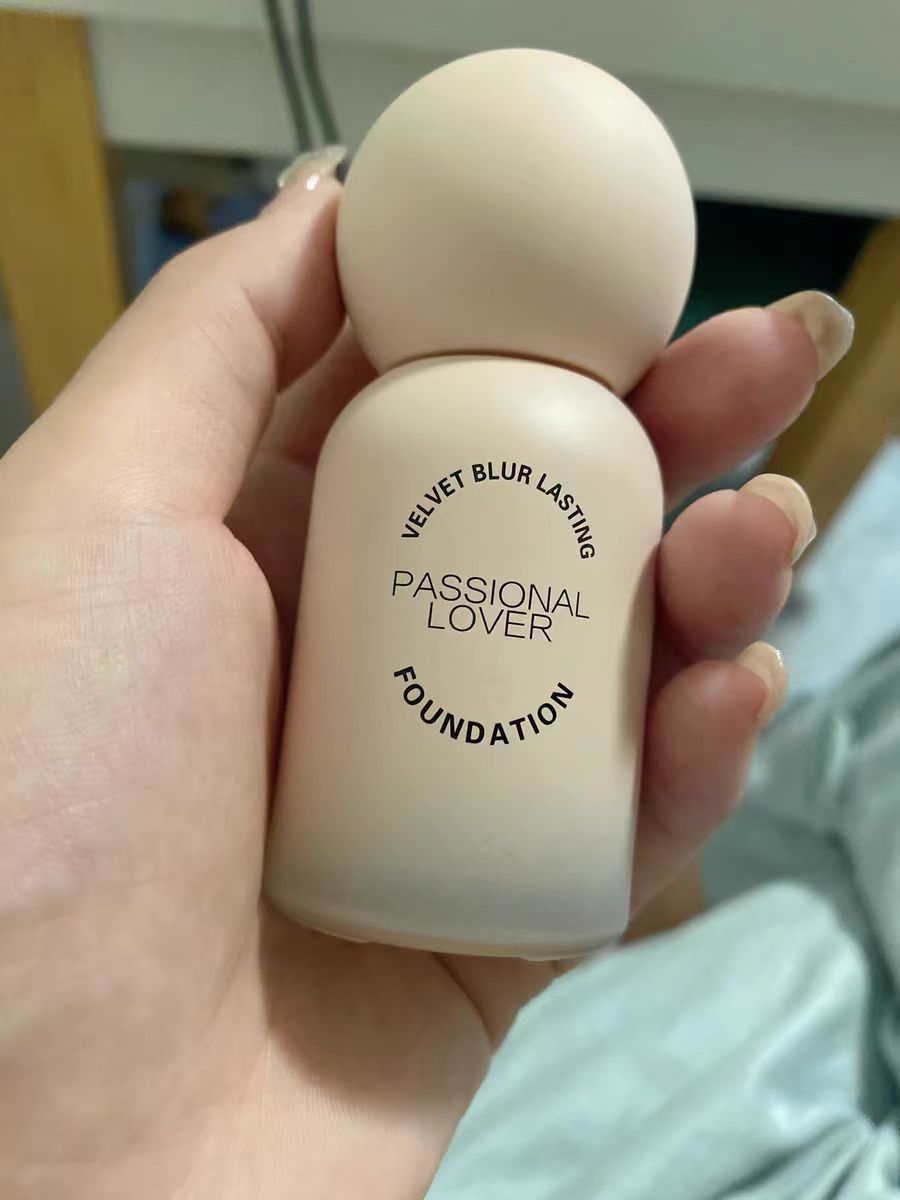 VELVET BLUR LASTING
PASSIONAL
LOVER
FOUNDATION